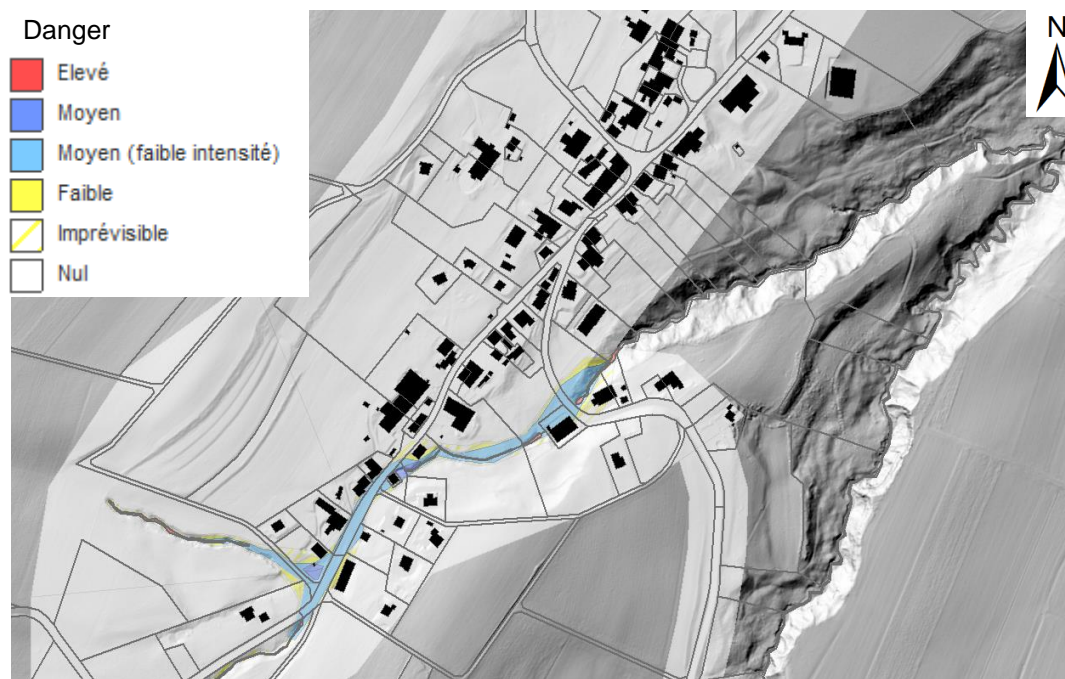 Danger
Elevé
Moyen
Moyen (faible intensité)
Faible
Imprévisible
Nul
N